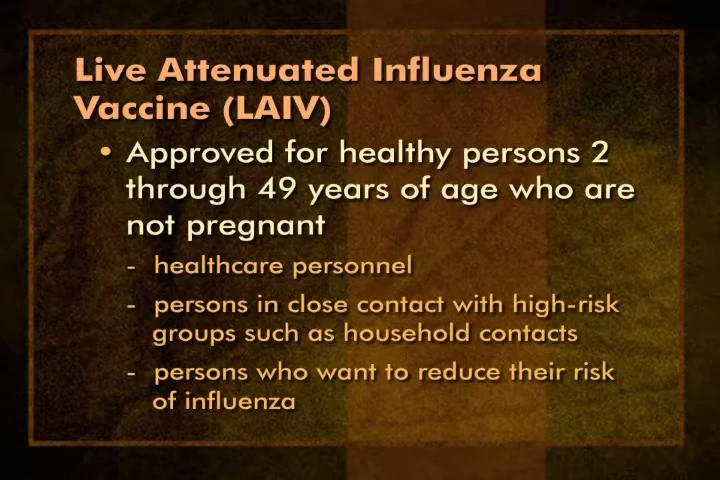 Live Attenuated Influenza
Vaccine (LAIV)
• Approved for healthy persons 2
through 49 years of age who are
not pregnant
- healthcare personnel
- persons in close contact with high-risk
groups such as household contacts
- persons who want to reduce their risk
of influenza